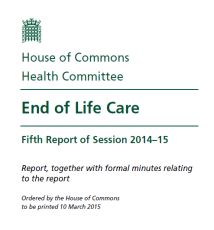 House of Commons
Health Committee
End of Life Care
Fifth Report of Session 2014–15
Report, together with formal minutes relating
to the report
Ordered by the House of Commons
to be printed 10 March 2015